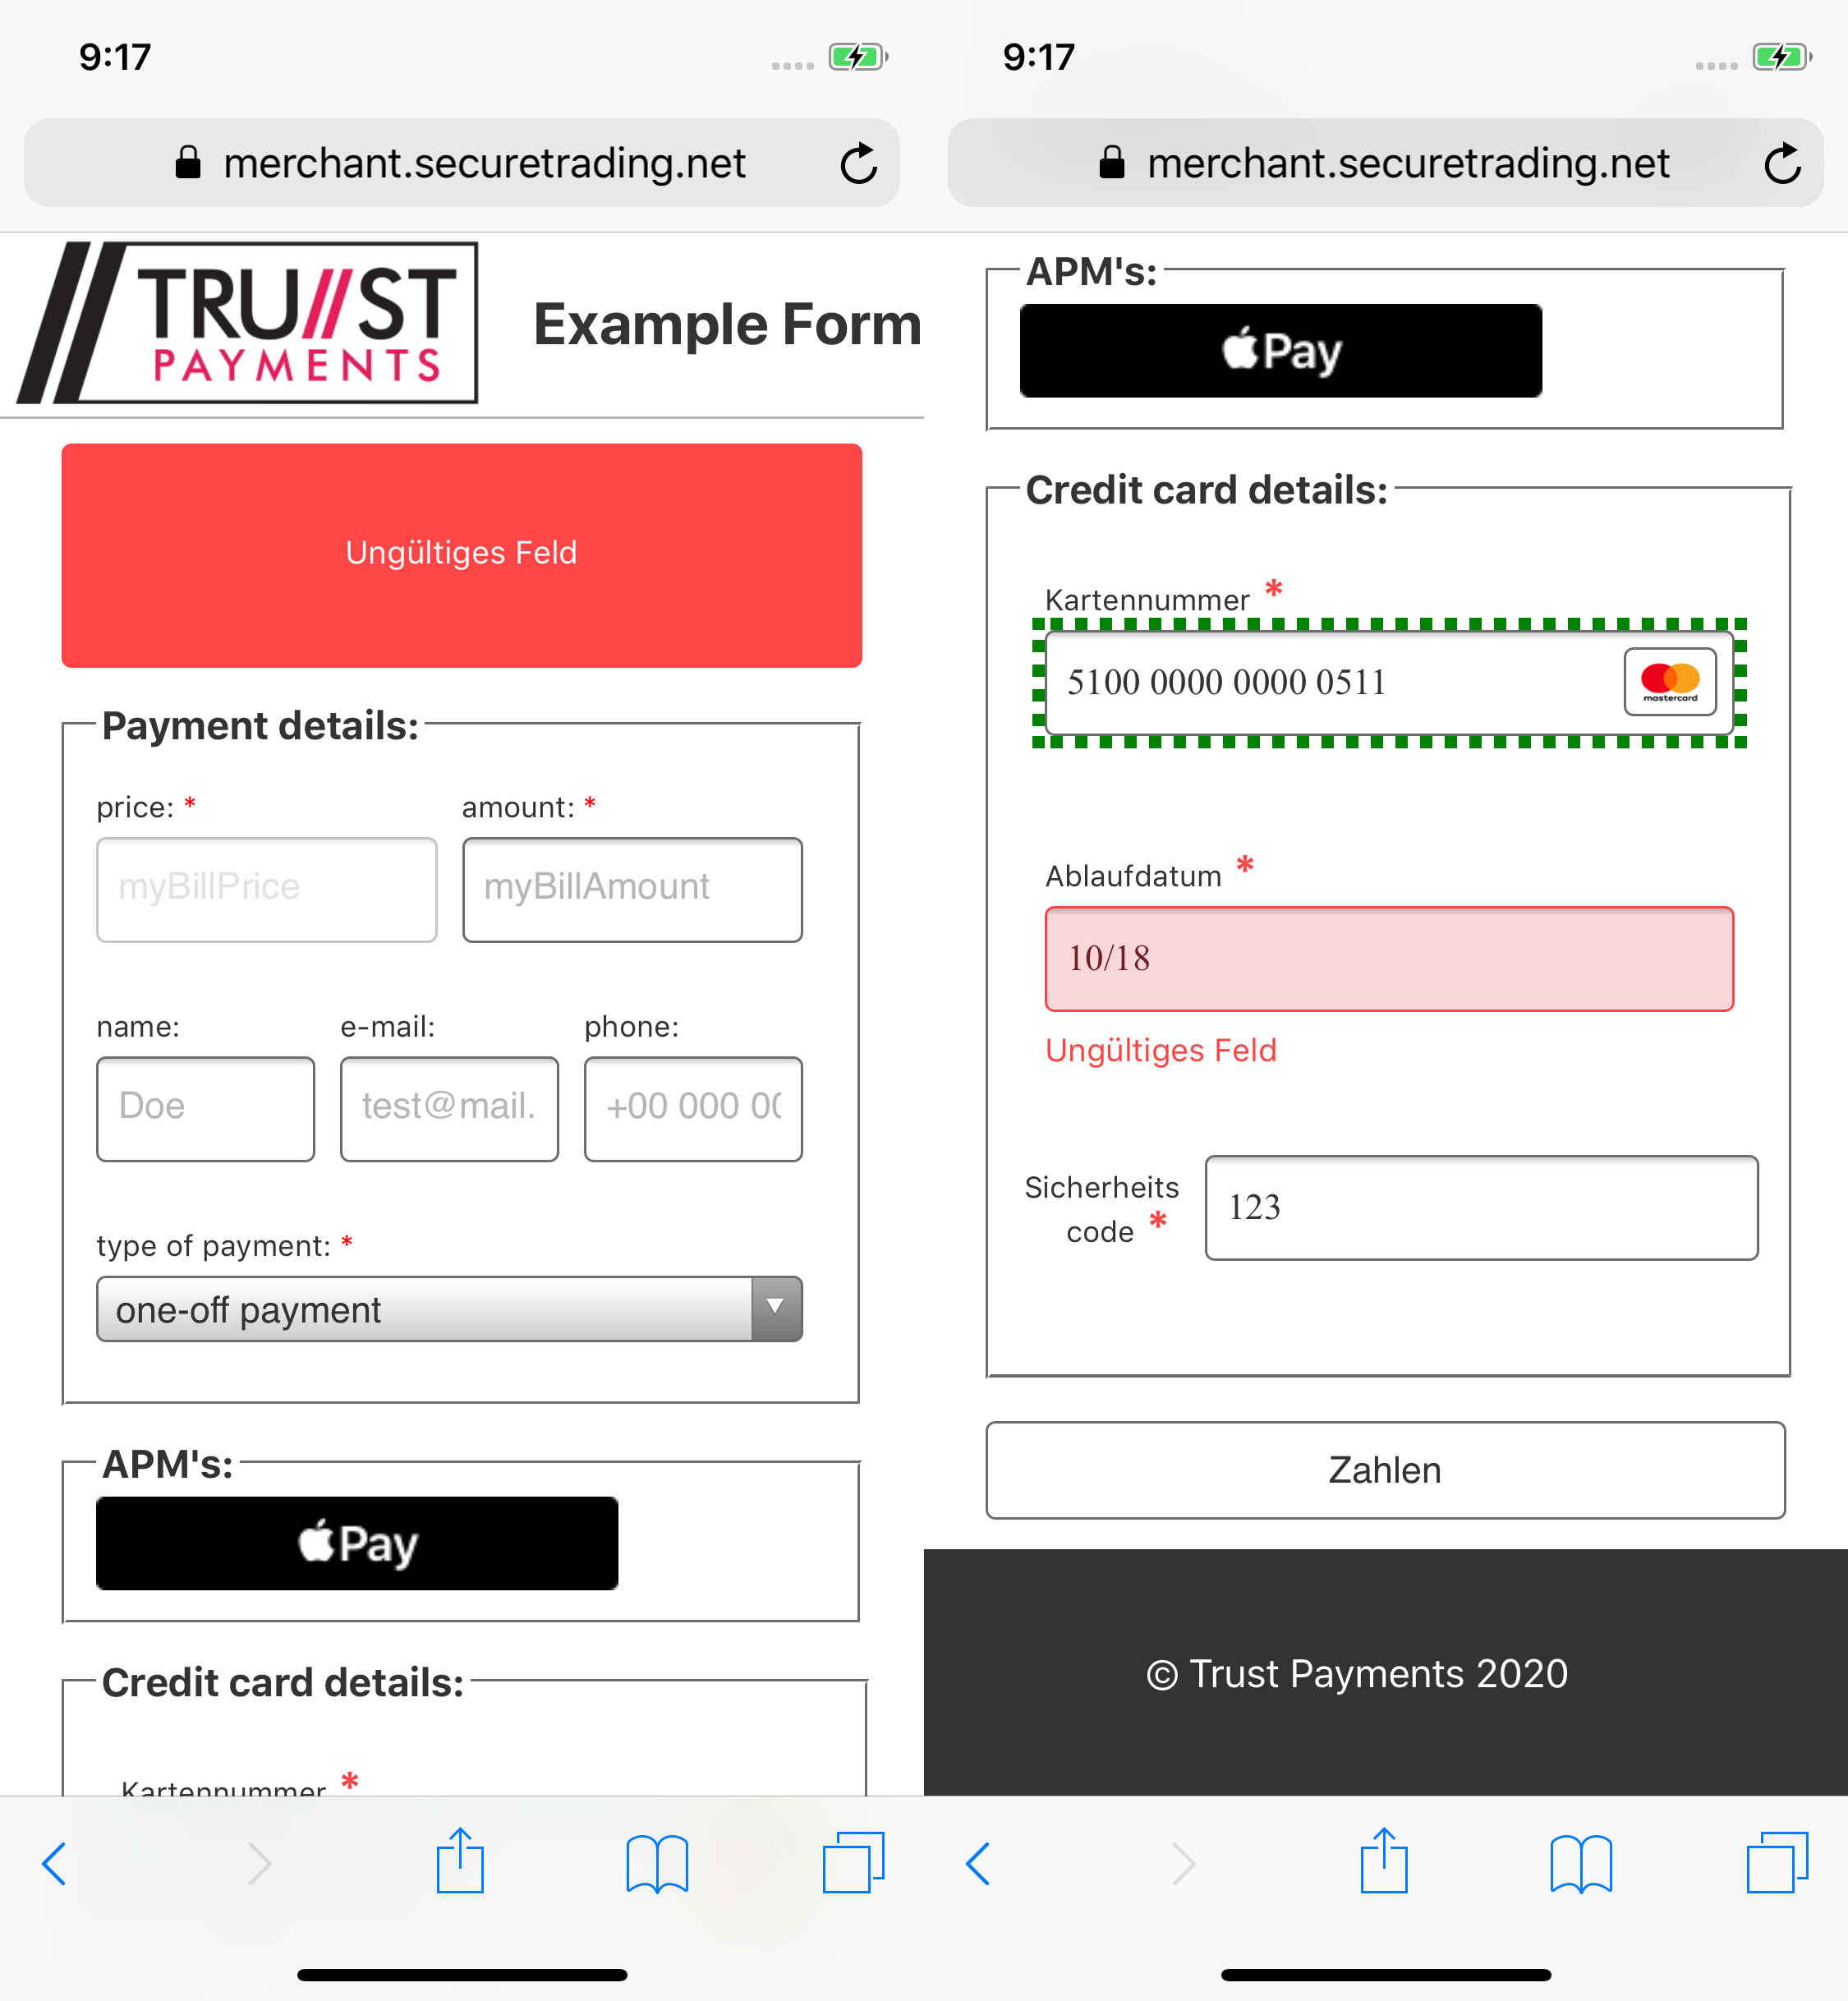 9:17
merchant.securetrading.net
TRU//ST
PAYMENTS
Example Form
Ungültiges Feld
Payment details:
price: *
amount: *
myBillPrice
myBillAmount
name:
e-mail:
phone:
Doe
test@mail.
+00 000 00
type of payment: *
one-off payment
APM's:
Pay
Credit card details:
Kartennummer *
9:17
merchant.securetrading.net
APM's:
Pay
Credit card details:
Kartennummer *
5100 0000 0000 0511
mastercard
Ablaufdatum *
10/18
Ungültiges Feld
Sicherheits
code *
123
Zahlen
© Trust Payments 2020